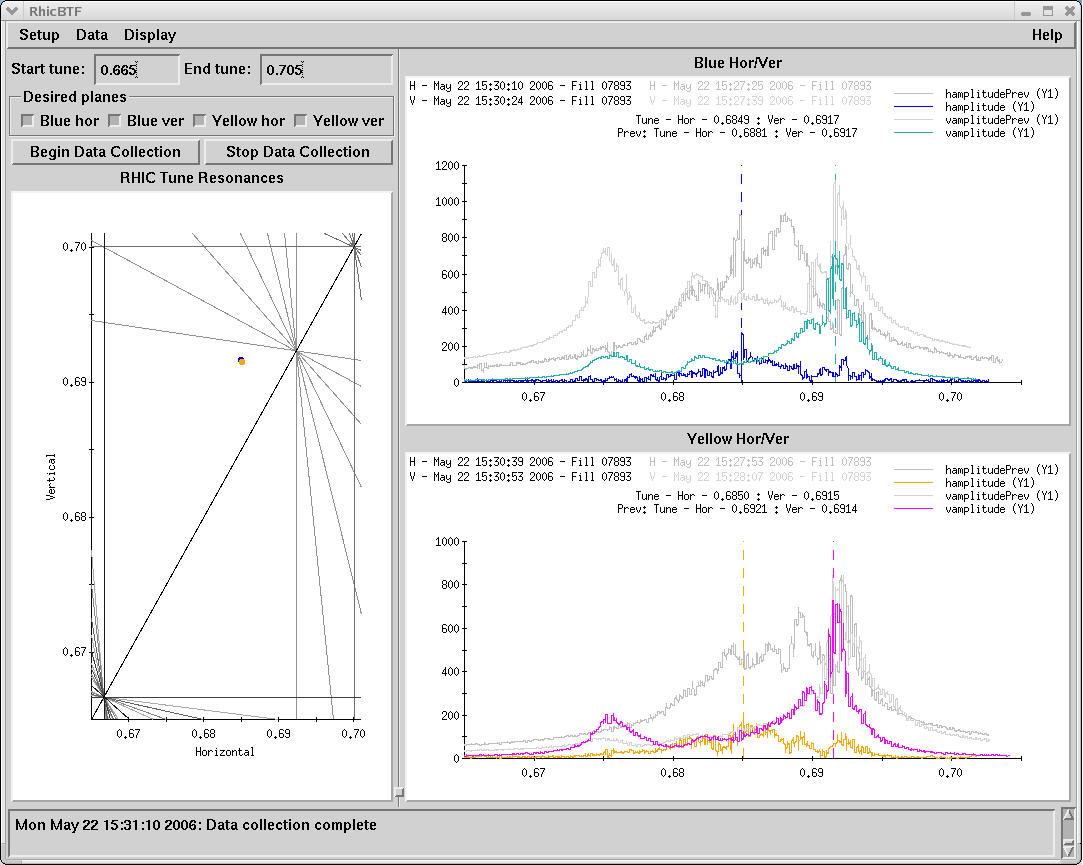 RhicBTF
Setup Data Display Help
Start tune: 0.665 End tune: 0.705
Desired planes
Blue hor Blue ver Yellow hor Yellow ver
Begin Data Collection Stop Data Collection
RHIC Tune Resonances
0.70
0.69
0.68
0.67
Vertical
0.67 0.68 0.69 0.70
Horizontal
Blue Hor/Ver
H - May 22 15:30:10 2006 - Fill 07893 H - May 22 15:27:25 2006 - Fill 07893
V - May 22 15:30:24 2006 - Fill 07893 V - May 22 15:27:39 2006 - Fill 07893
Tune - Hor - 0.6849 : Ver - 0.6917
Prev: Tune - Hor - 0.6881 : Ver - 0.6917
hamplitudePrev (Y1)
hamplitude (Y1)
vamplitudePrev (Y1)
vamplitude (Y1)
1200
1000
800
600
400
200
0
0.67 0.68 0.69 0.70
Yellow Hor/Ver
H - May 22 15:30:39 2006 - Fill 07893 H - May 22 15:27:53 2006 - Fill 07893
V - May 22 15:30:53 2006 - Fill 07893 V - May 22 15:28:07 2006 - Fill 07893
Tune - Hor - 0.6850 : Ver - 0.6915
Prev: Tune - Hor - 0.6921 : Ver - 0.6914
hamplitudePrev (Y1)
hamplitude (Y1)
vamplitudePrev (Y1)
vamplitude (Y1)
1000
800
600
400
200
0
0.67 0.68 0.69 0.70
Mon May 22 15:31:10 2006: Data collection complete